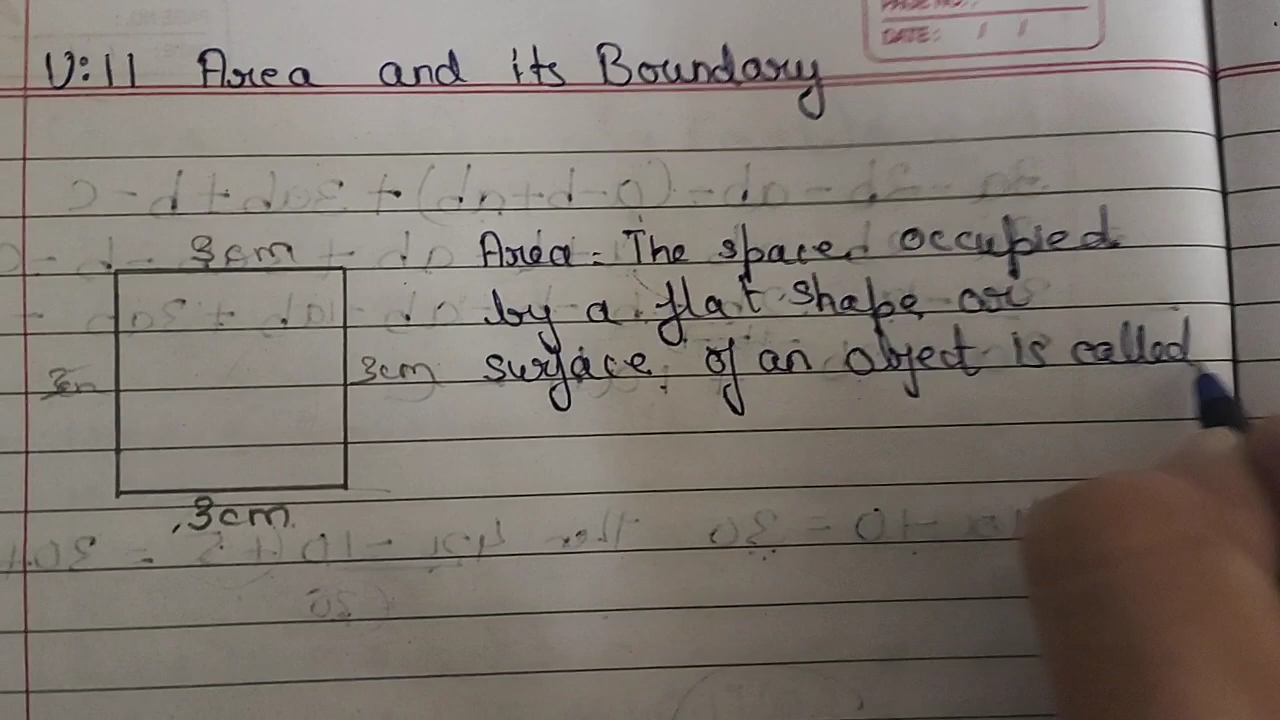 DATE: / /
U:11 Area and its Boundary
3cm
Area - The space occupied
by a flat shape or
3cm
surface of an object is called
3cm